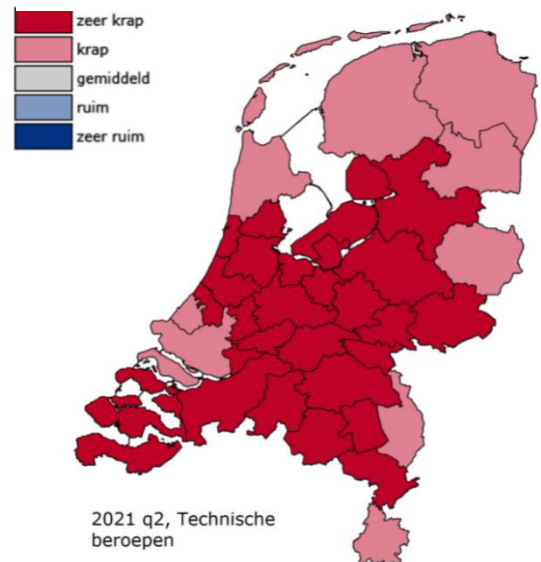 zeer krap
krap
gemiddeld
ruim
zeer ruim
2021 q2, Technische
beroepen